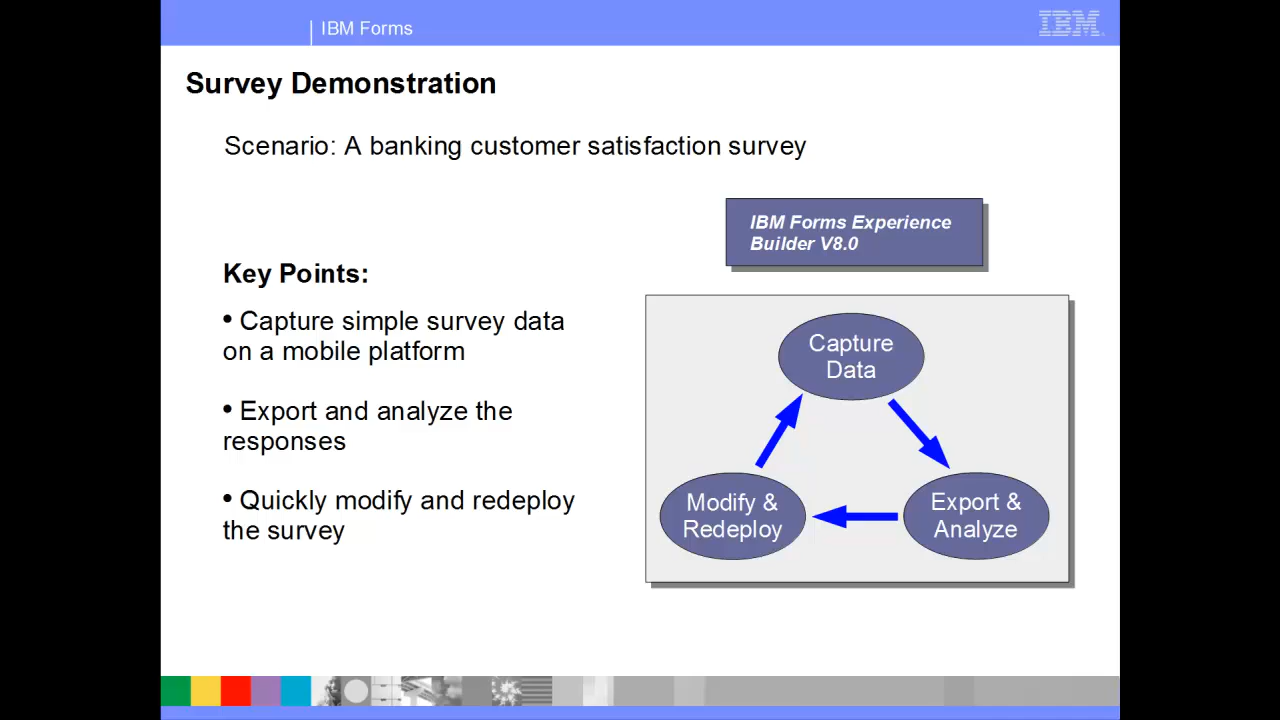 IBM Forms
IBM
Survey Demonstration
Scenario: A banking customer satisfaction survey
IBM Forms Experience
Builder V8.0
Key Points:
• Capture simple survey data
on a mobile platform
• Export and analyze the
responses
• Quickly modify and redeploy
the survey
Capture
Data
Modify &
Redeploy
Export &
Analyze